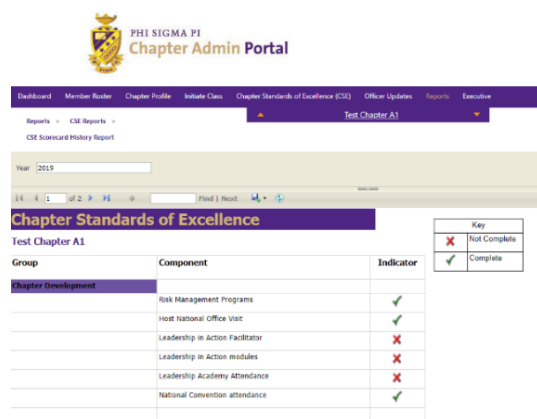 PHI SIGMA PI
Chapter Admin Portal
Dashboard Member Roster Chapter Profile Initiate Class Chapter Standards of Excellence (CSE) Officer Updates Reports Executive
Reports > CSE Reports >
Test Chapter A1
CSE Scorecard History Report
Year 2019
1 of 2 Find | Next
Chapter Standards of Excellence
Key
Not Complete
Complete
Test Chapter A1
Group Component Indicator
Chapter Development
Risk Management Programs
Host National Office Visit
Leadership in Action Facilitator
Leadership in Action modules
Leadership Academy Attendance
National Convention attendance